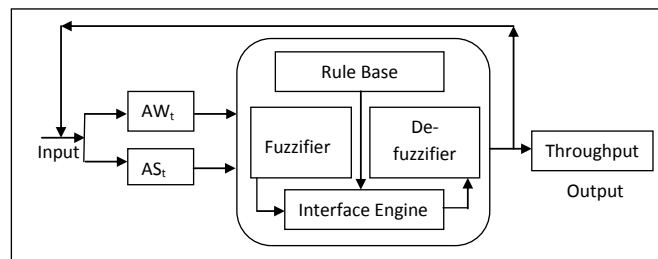 Rule Base
AWt
Input
ASt
Fuzzifier
De-
fuzzifier
Interface Engine
Throughput
Output